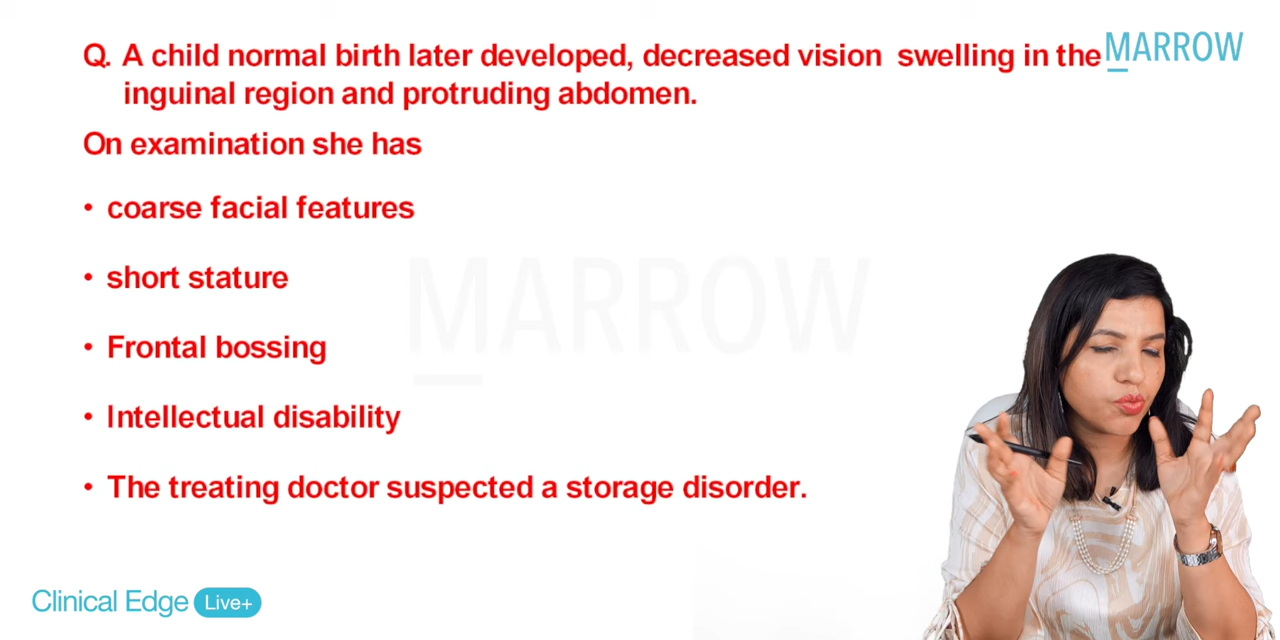 Q. A child normal birth later developed, decreased vision swelling in the
MARROW
inguinal region and protruding abdomen.
On examination she has
• coarse facial features
• short stature
• Frontal bossing
• Intellectual disability
• The treating doctor suspected a storage disorder.
MARROW
Clinical Edge Live+